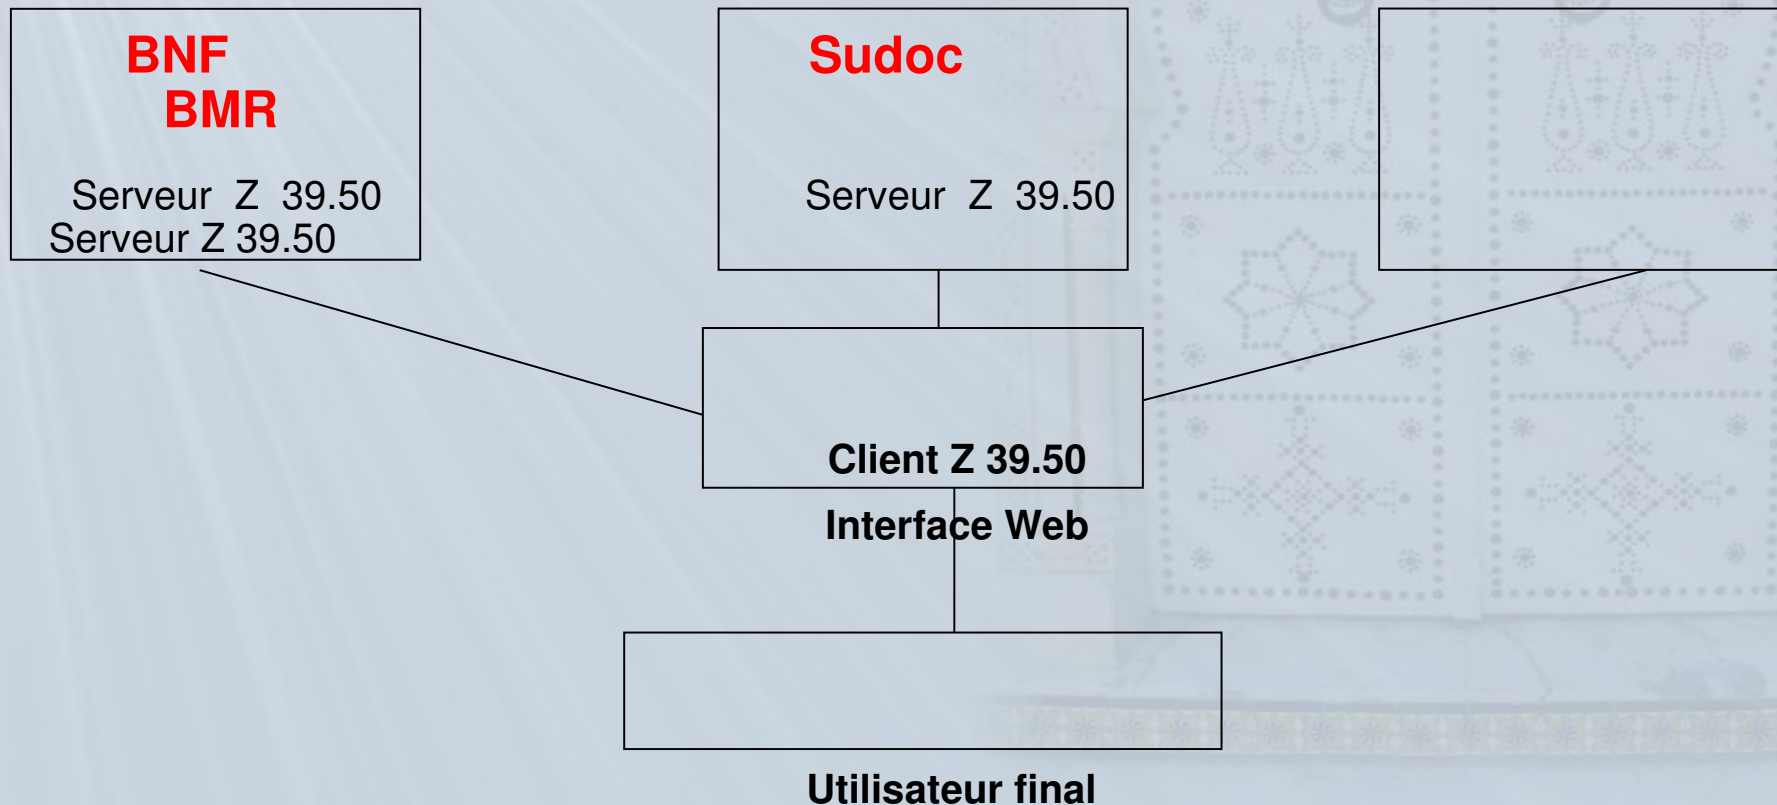 BNF
BMR
Serveur Z 39.50
Serveur Z 39.50
Sudoc
Serveur Z 39.50
Client Z 39.50
Interface Web
Utilisateur final